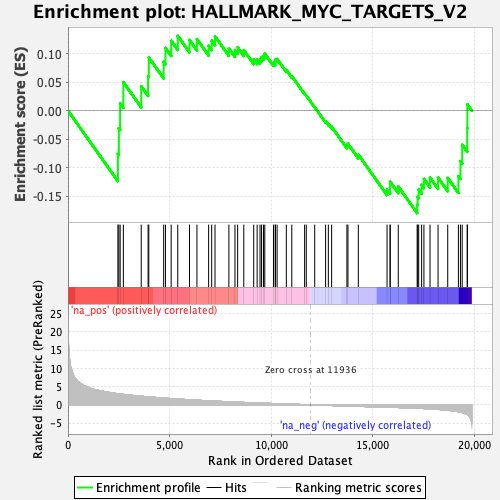 Enrichment plot: HALLMARK_MYC_TARGETS_V2
Enrichment score (ES)
0.10
0.05
0.00
-0.05
-0.10
-0.15
'na_pos' (positively correlated)
Ranked list metric (PreRanked)
25
20
15
10
5
0
-5
Zero cross at 11936
'na_neg' (negatively correlated)
0 5,000 10,000 15,000 20,000
Rank in Ordered Dataset
Enrichment profile Hits Ranking metric scores